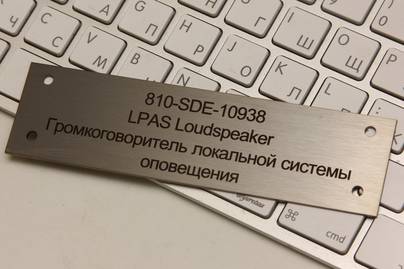 810-SDE-10938
LPAS Loudspeaker
Громкоговоритель локальной системы
оповещения
Г
О
Л
Ш
Щ
Д
С
М
И
Ь
Б
Ю
cmd